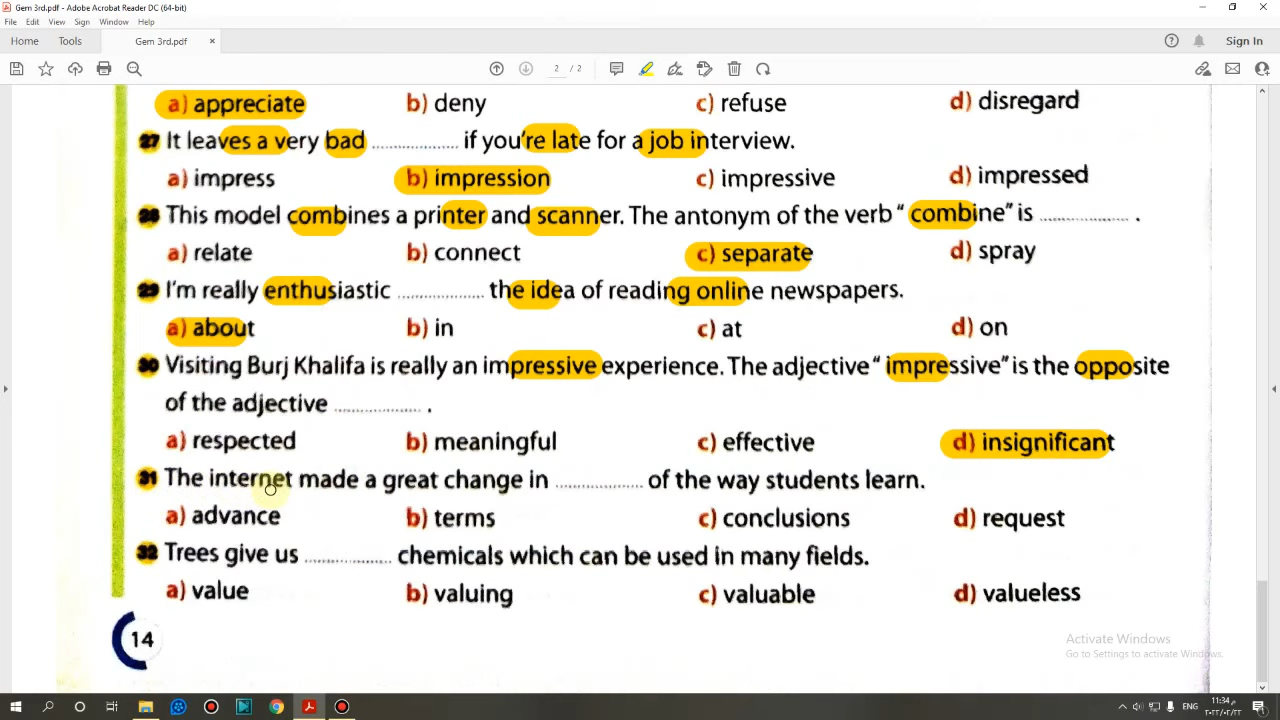 Gem 3rd.pdf - Adobe Acrobat Reader DC (64-bit)
File Edit View Sign Window Help
Home Tools Gem 3rd.pdf × Sign In
2 / 2
a) appreciate b) deny c) refuse d) disregard
27 It leaves a very bad .................. if you're late for a job interview.
a) impress b) impression c) impressive d) impressed
28 This model combines a printer and scanner. The antonym of the verb "combine" is .................. .
a) relate b) connect c) separate d) spray
29 I'm really enthusiastic .................. the idea of reading online newspapers.
a) about b) in c) at d) on
30 Visiting Burj Khalifa is really an impressive experience. The adjective "impressive" is the opposite
of the adjective .................. .
a) respected b) meaningful c) effective d) insignificant
31 The internet made a great change in .................. of the way students learn.
a) advance b) terms c) conclusions d) request
32 Trees give us .................. chemicals which can be used in many fields.
a) value b) valuing c) valuable d) valueless
14
Activate Windows
Go to Settings to activate Windows.
ENG
11:34 م